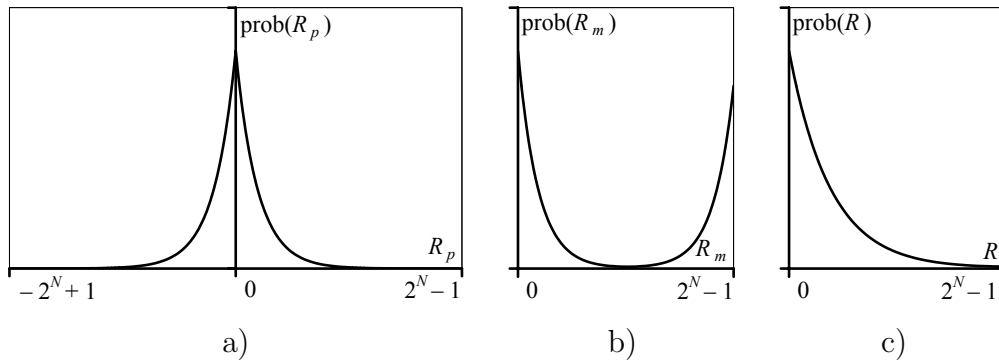 prob(R_p)
R_p
-2^N+1
0
2^N-1
a)
prob(R_m)
R_m
0
2^N-1
b)
prob(R)
R
0
2^N-1
c)